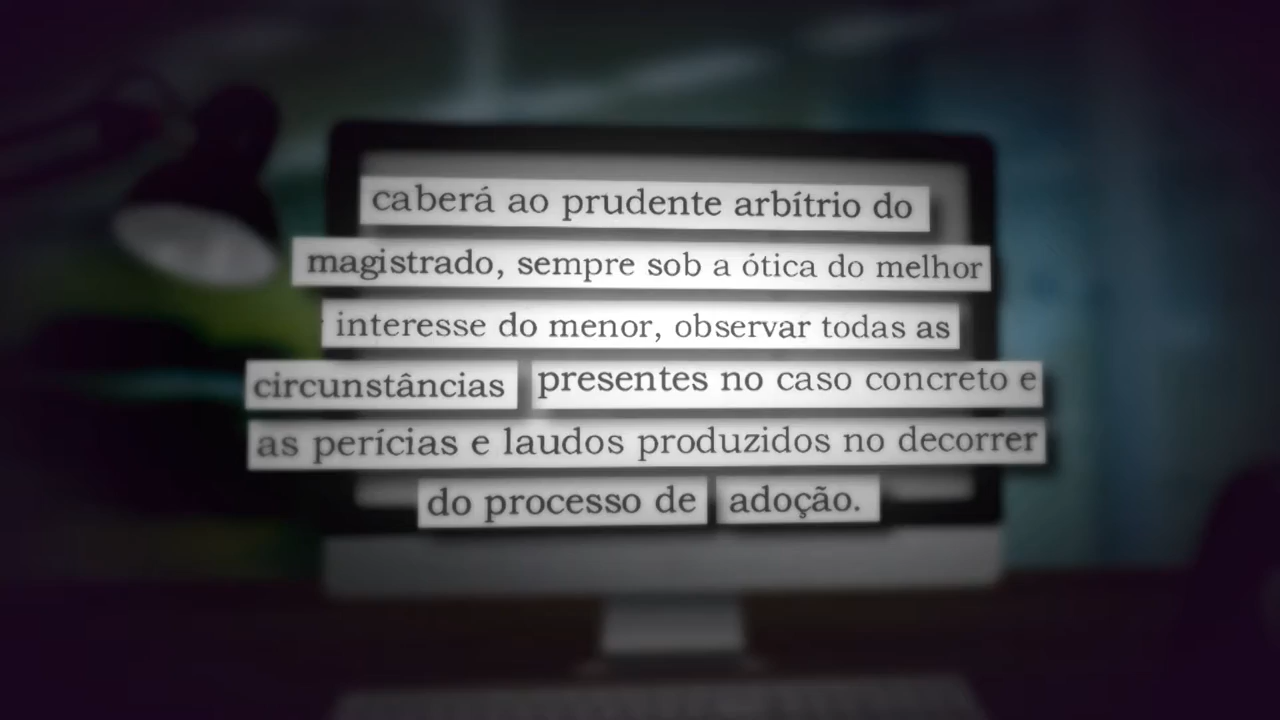 caberá ao prudente arbítrio do
magistrado, sempre sob a ótica do melhor
interesse do menor, observar todas as
circunstâncias presentes no caso concreto e
as perícias e laudos produzidos no decorrer
do processo de adoção.